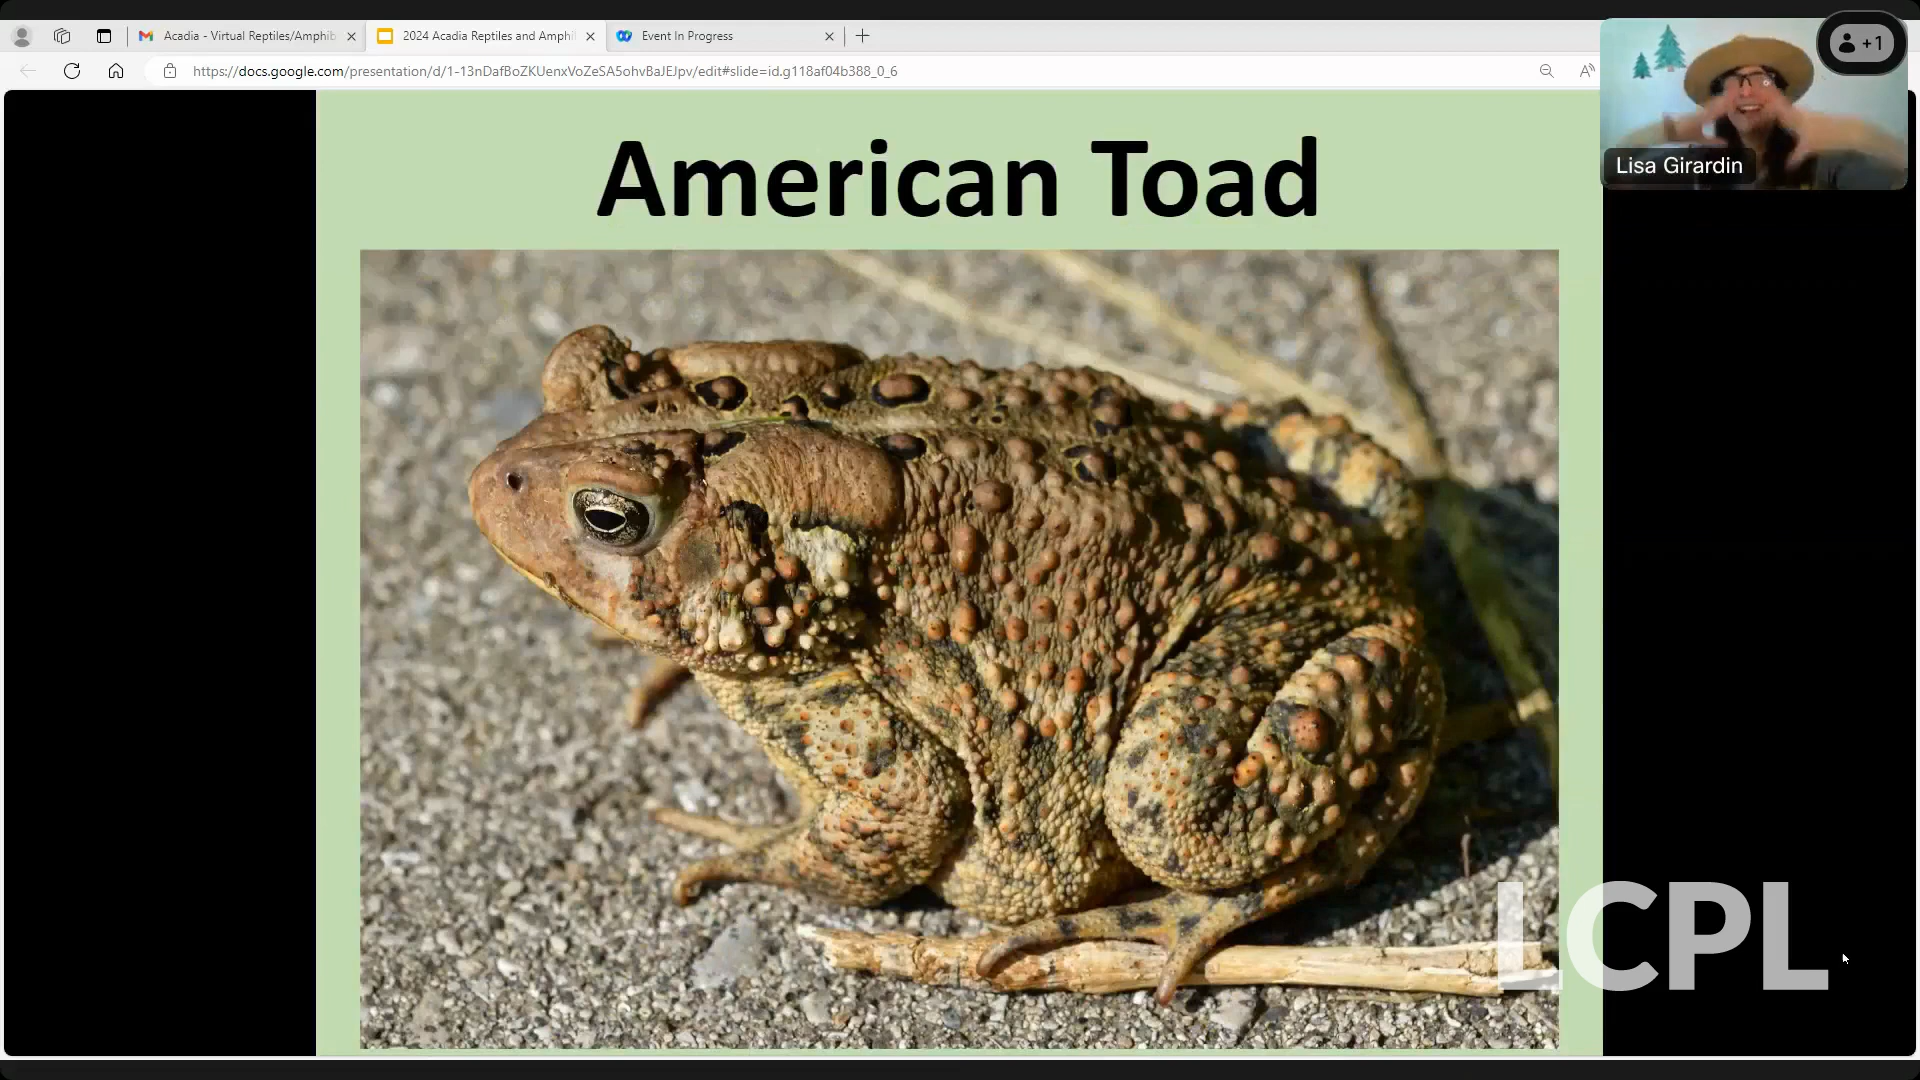 Acadia - Virtual Reptiles/Amphib
2024 Acadia Reptiles and Amphi
Event In Progress
+1
https://docs.google.com/presentation/d/1-13nDafBoZKUenxVoZeSA5ohvBaJEJpv/edit#slide=id.g118af04b388_0_6
American Toad
Lisa Girardin
LCPL